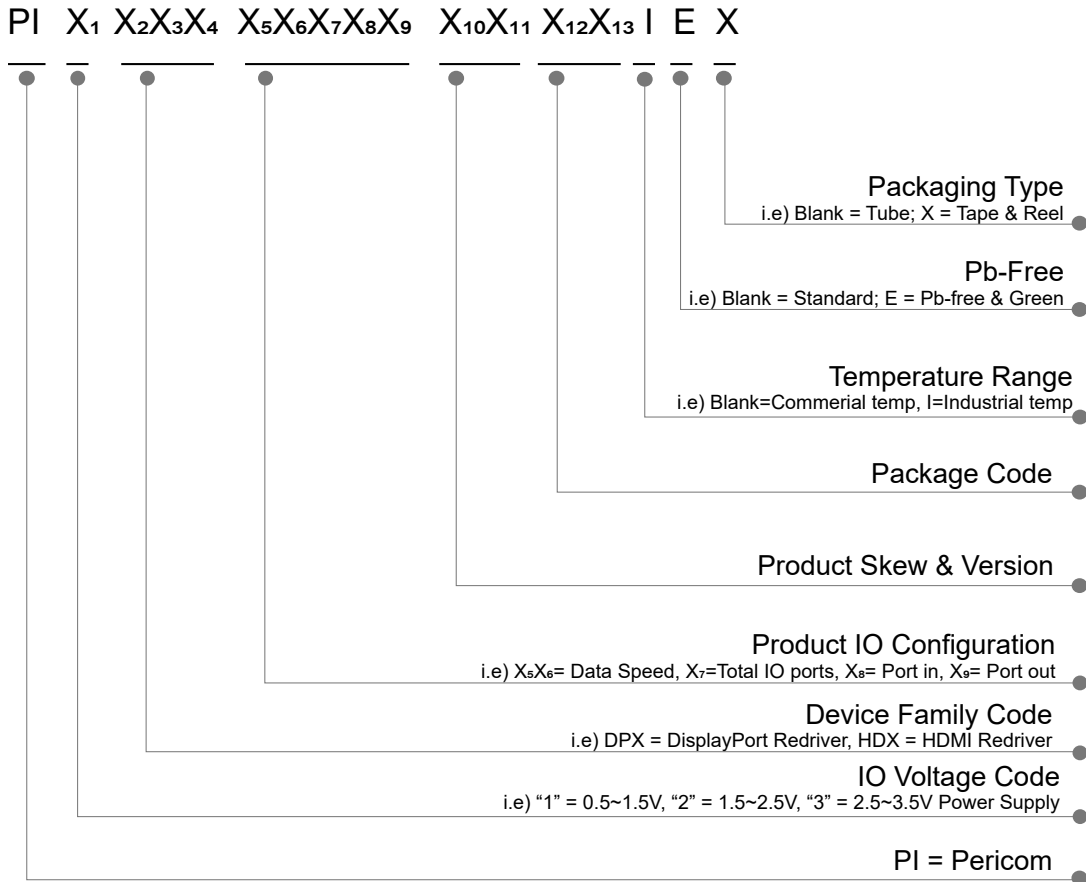 PI X₁ X₂X₃X₄ X₅X₆X₇X₈X₉ X₁₀X₁₁ X₁₂X₁₃ I E X
Packaging Type
i.e) Blank = Tube; X = Tape & Reel
Pb-Free
i.e) Blank = Standard; E = Pb-free & Green
Temperature Range
i.e) Blank=Commerial temp, I=Industrial temp
Package Code
Product Skew & Version
Product IO Configuration
i.e) X₅X₆= Data Speed, X₇=Total IO ports, X₈= Port in, X₉= Port out
Device Family Code
i.e) DPX = DisplayPort Redriver, HDX = HDMI Redriver
IO Voltage Code
i.e) “1” = 0.5~1.5V, “2” = 1.5~2.5V, “3” = 2.5~3.5V Power Supply
PI = Pericom